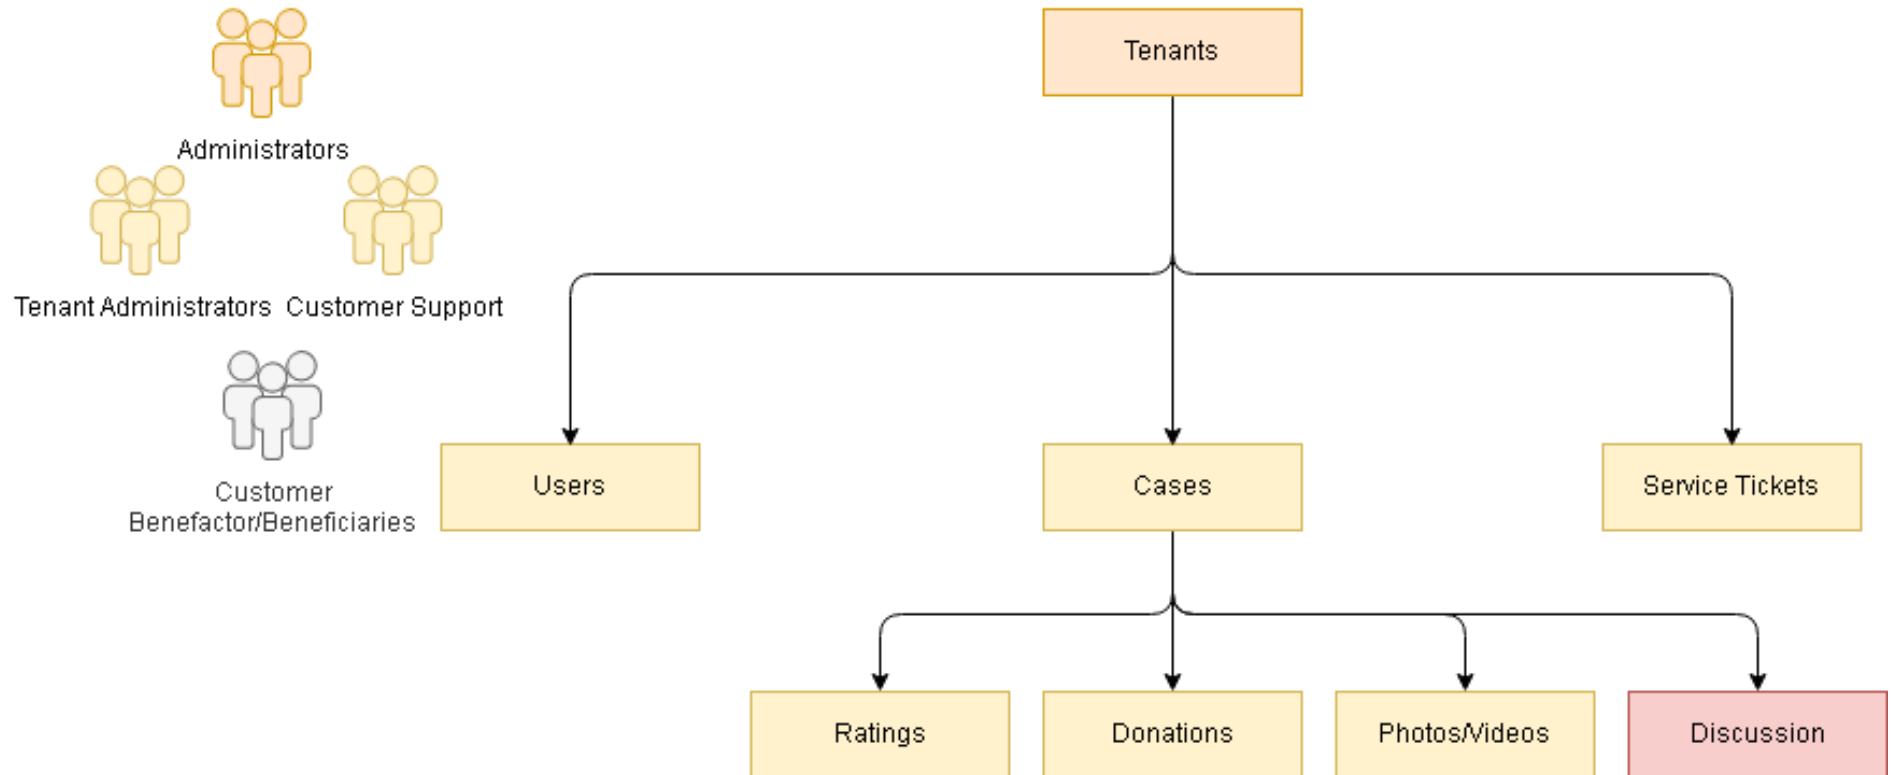 Tenants
Administrators
Tenant Administrators
Customer Support
Customer
Benefactor/Beneficiaries
Users
Cases
Service Tickets
Ratings
Donations
Photos/Videos
Discussion